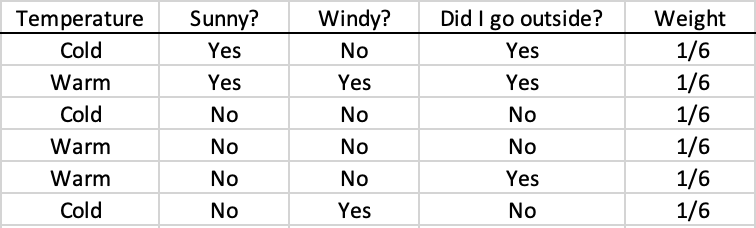 Temperature Sunny? Windy? Did I go outside? Weight
Cold Yes No Yes 1/6
Warm Yes Yes Yes 1/6
Cold No No No 1/6
Warm No No No 1/6
Warm No No Yes 1/6
Cold No Yes No 1/6